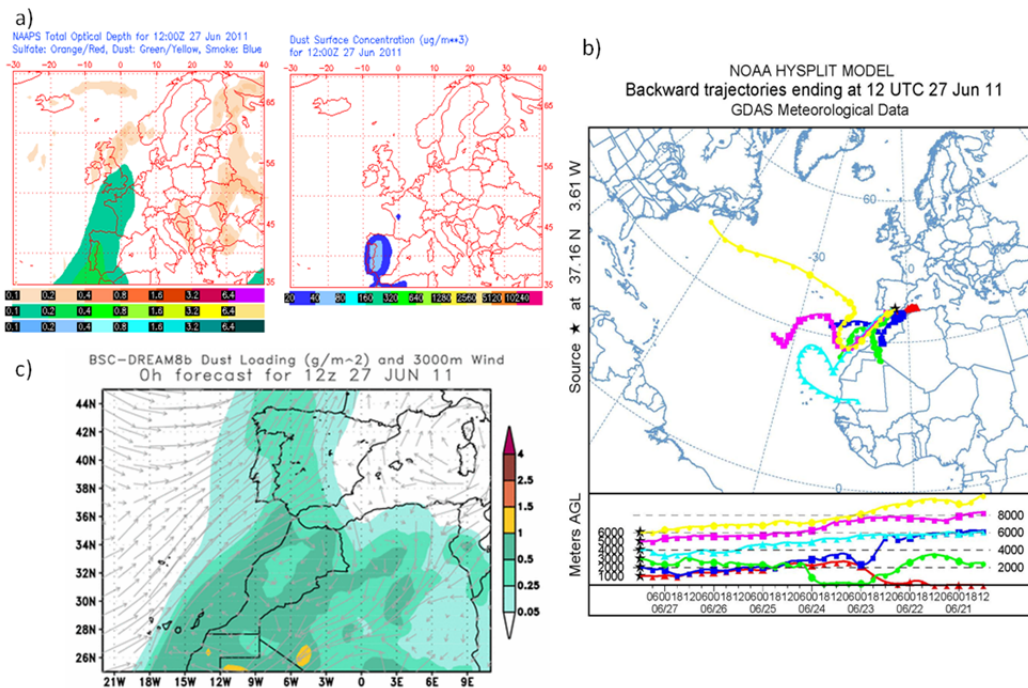 a)
NAAPS Total Optical Depth for 12:00Z 27 Jun 2011
Sulfate: Orange/Red, Dust: Green/Yellow, Smoke: Blue
-30 -20 -10 0 10 20 30 40
65
55
45
35
0.1 0.2 0.4 0.8 1.6 3.2 6.4
0.1 0.2 0.4 0.8 1.6 3.2 6.4
0.1 0.2 0.4 0.8 1.6 3.2 6.4
Dust Surface Concentration (ug/m**3)
for 12:00Z 27 Jun 2011
-30 -20 -10 0 10 20 30 40
65
55
45
35
20 40 80 160 320 640 1280 2560 5120 10240
b)
NOAA HYSPLIT MODEL
Backward trajectories ending at 12 UTC 27 Jun 11
GDAS Meteorological Data
Source ★ at 37.16 N 3.61 W
60
30
30
0
0
Meters AGL
6000
5000
4000
3000
2000
1000
8000
6000
4000
2000
06/27 06/26 06/25 06/24 06/23 06/22 06/21
c)
BSC-DREAM8b Dust Loading (g/m^2) and 3000m Wind
0h forecast for 12z 27 JUN 11
44N
42N
40N
38N
36N
34N
32N
30N
28N
26N
21W 18W 15W 12W 9W 6W 3W 0 3E 6E 9E
4
2.5
1.5
1
0.5
0.25
0.05